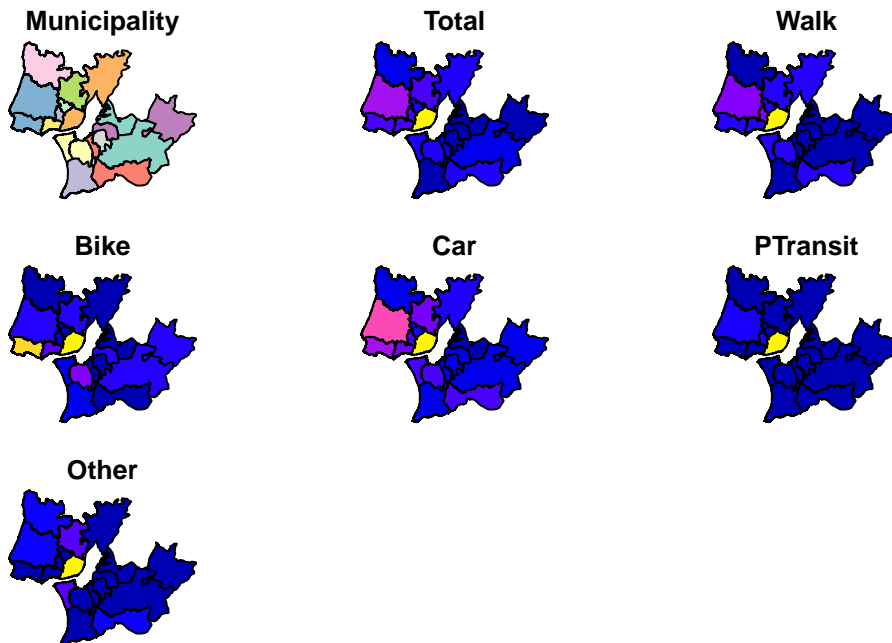 Municipality
Total
Walk
Bike
Car
PTransit
Other